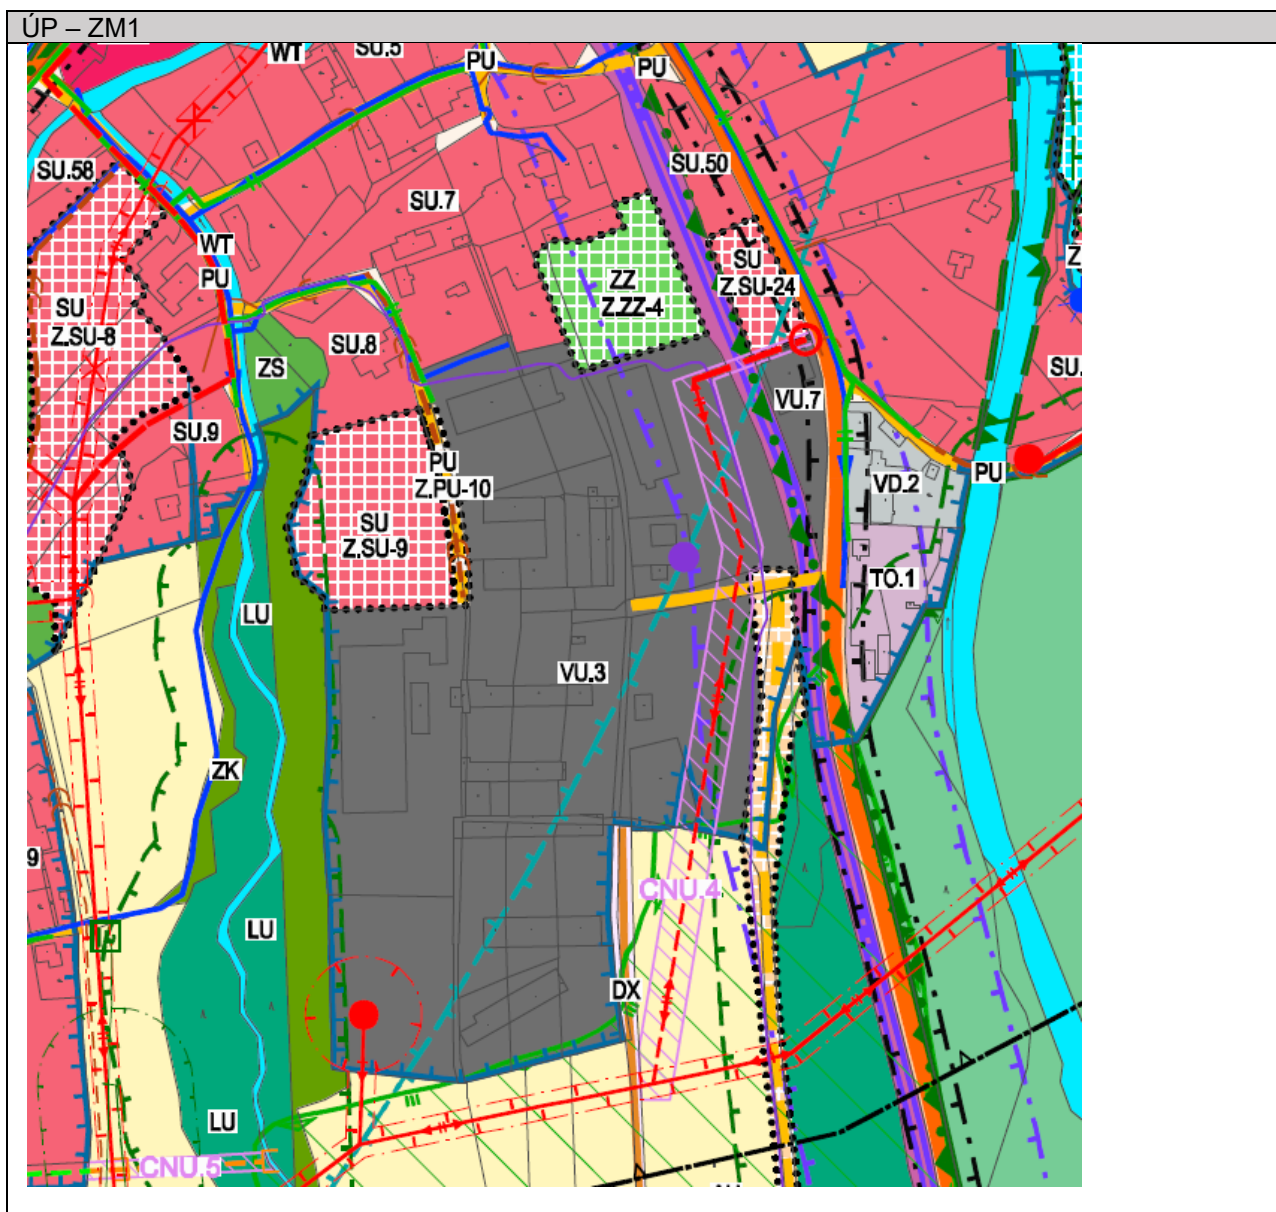 ÚP – ZM1
WT
SU.5
PU
PU
SU.58
SU.50
SU.7
WT
PU
SU
Z.SU-24
ZZ
Z.ZZ-4
SU
Z.SU-8
SU.8
ZS
SU.
VU.7
SU.9
PU
Z.PU-10
PU
VD.2
SU
Z.SU-9
TO.1
LU
VU.3
ZK
9
CNU.4
LU
DX
LU
CNU.5